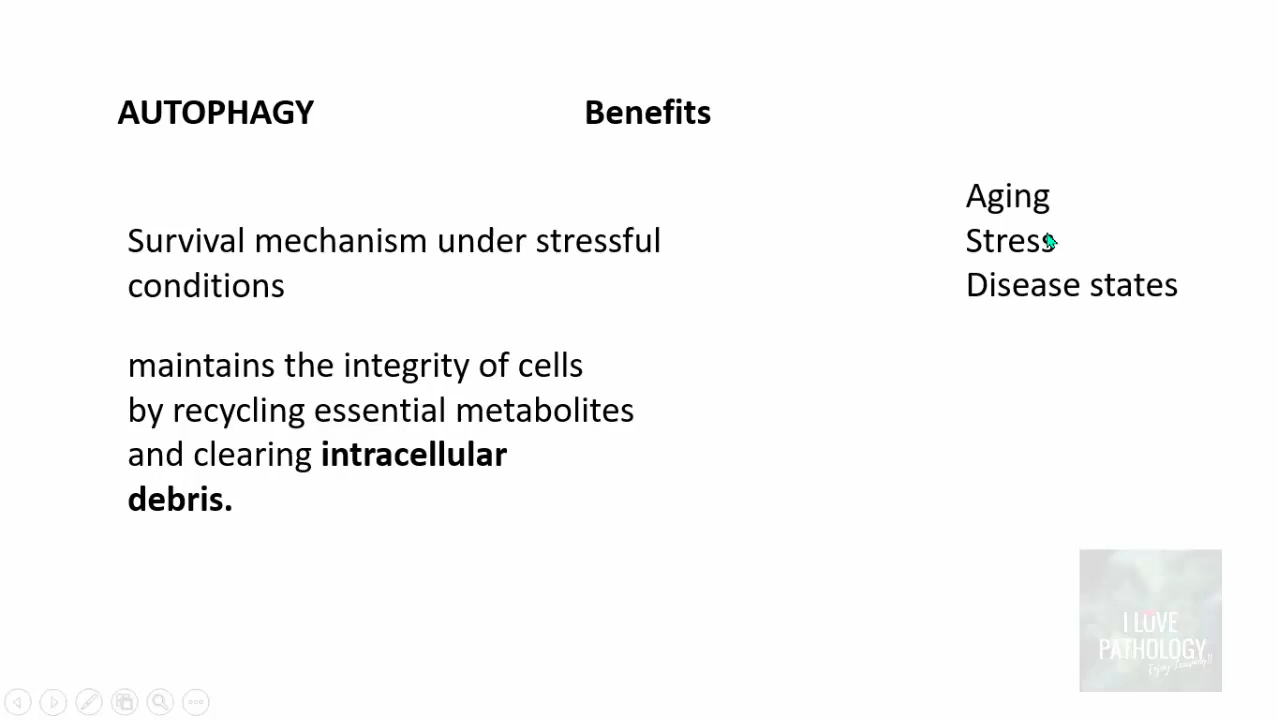 AUTOPHAGY
Benefits
Survival mechanism under stressful
conditions
maintains the integrity of cells
by recycling essential metabolites
and clearing intracellular
debris.
Aging
Stress
Disease states
I LOVE
PATHOLOGY